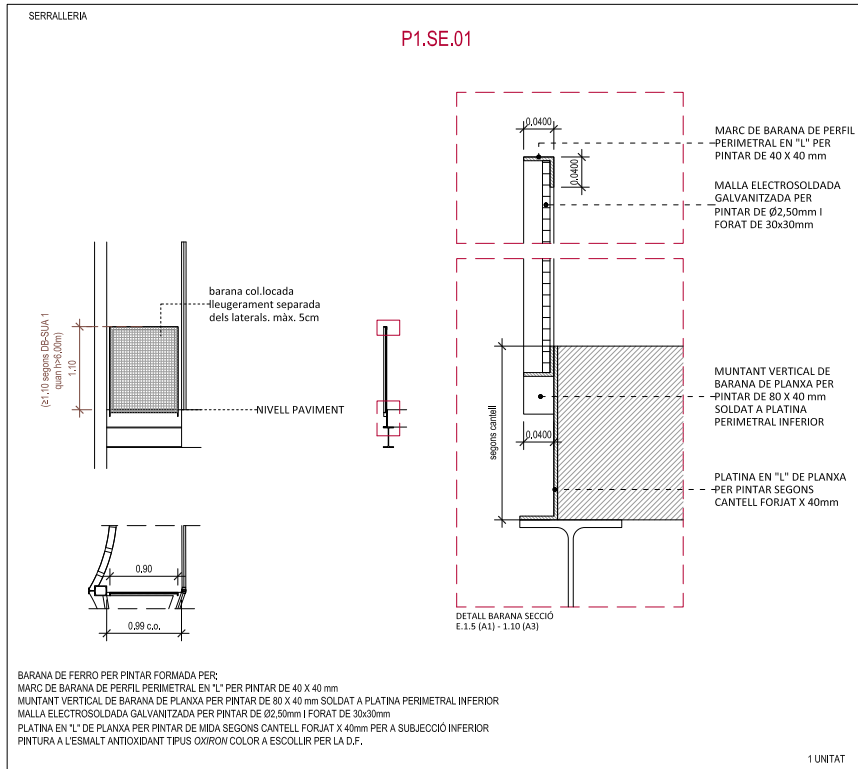 SERRALLERIA
P1.SE.01
0,0400
0,0400
MARC DE BARANA DE PERFIL
PERIMETRAL EN "L" PER
PINTAR DE 40 X 40 mm
MALLA ELECTROSOLDADA
GALVANITZADA PER
PINTAR DE Ø2,50mm I
FORAT DE 30x30mm
barana col.locada
lleugerament separada
dels laterals. màx. 5cm
(≥1,10 segons DB-SUA 1
quan h>6,00m)
1.10
NIVELL PAVIMENT
segons cantell
0,0400
MUNTANT VERTICAL DE
BARANA DE PLANXA PER
PINTAR DE 80 X 40 mm
SOLDAT A PLATINA
PERIMETRAL INFERIOR
PLATINA EN "L" DE PLANXA
PER PINTAR SEGONS
CANTELL FORJAT X 40mm
0,90
0,99 c.o.
DETALL BARANA SECCIÓ
E.1.5 (A1) - 1.10 (A3)
BARANA DE FERRO PER PINTAR FORMADA PER;
MARC DE BARANA DE PERFIL PERIMETRAL EN "L" PER PINTAR DE 40 X 40 mm
MUNTANT VERTICAL DE BARANA DE PLANXA PER PINTAR DE 80 X 40 mm SOLDAT A PLATINA PERIMETRAL INFERIOR
MALLA ELECTROSOLDADA GALVANITZADA PER PINTAR DE Ø2,50mm I FORAT DE 30x30mm
PLATINA EN "L" DE PLANXA PER PINTAR DE MIDA SEGONS CANTELL FORJAT X 40mm PER A SUBJECCIÓ INFERIOR
PINTURA A L'ESMALT ANTIOXIDANT TIPUS OXIRON COLOR A ESCOLLIR PER LA D.F.
1 UNITAT